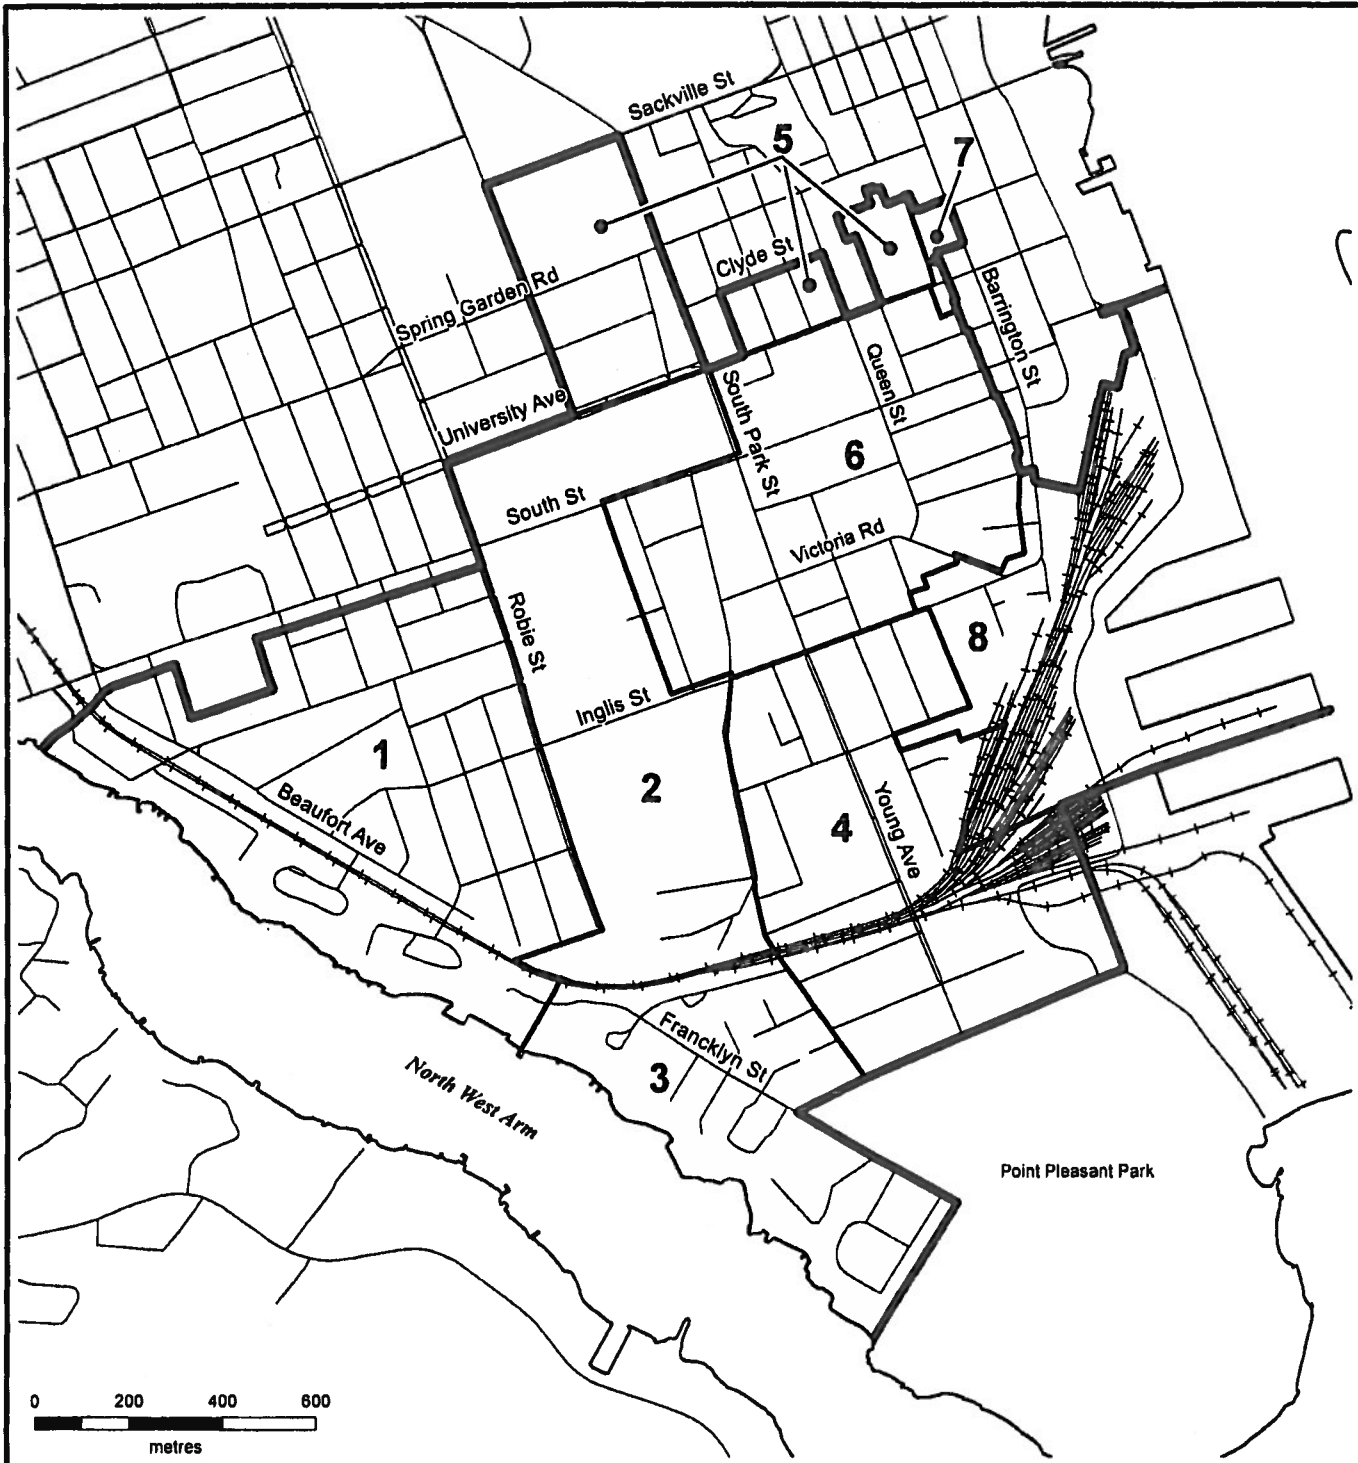 Sackville St
5
7
Clyde St
Spring Garden Rd
Barrington St
Queen St
South Park St
University Ave
6
South St
Victoria Rd
Robie St
8
Inglis St
1
2
Beaufort Ave
Young Ave
4
Francklyn St
3
North West Arm
Point Pleasant Park
0 200 400 600
metres